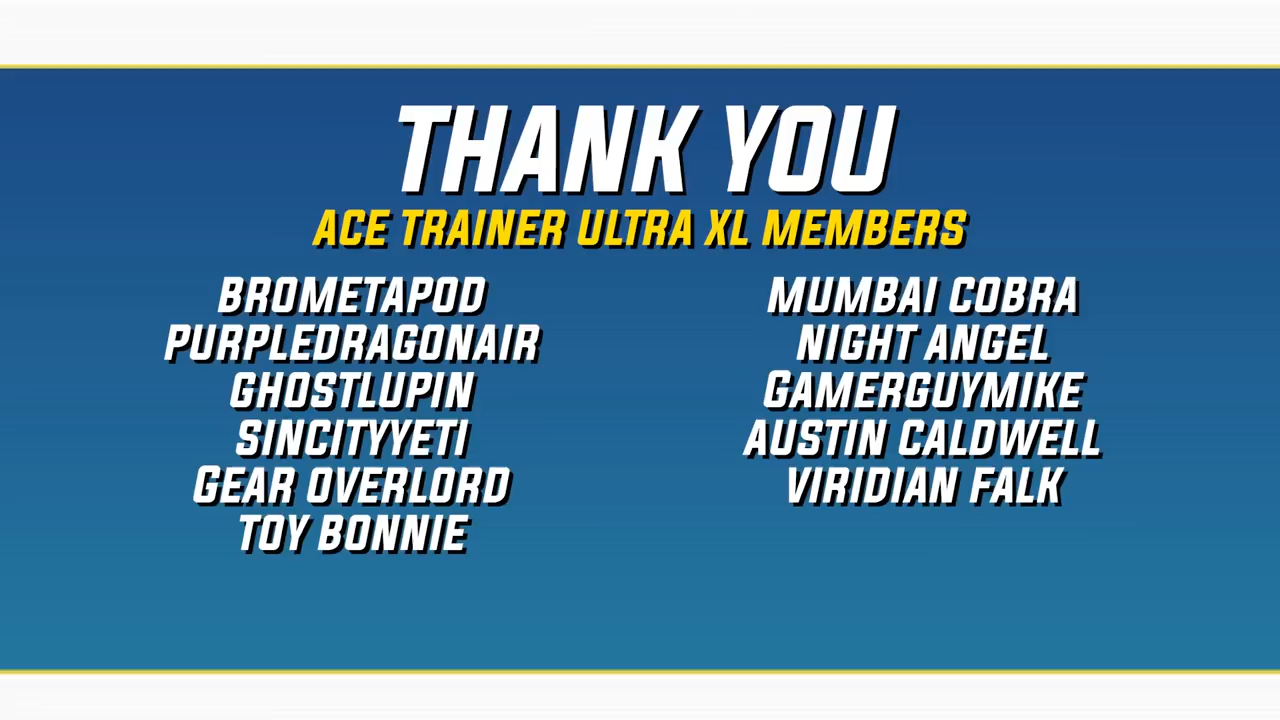 THANK YOU
ACE TRAINER ULTRA XL MEMBERS
BROMETAPOD
PURPLEDRAGONAIR
GHOSTLUPIN
SINCITYYETI
GEAR OVERLORD
TOY BONNIE
MUMBAI COBRA
NIGHT ANGEL
GAMERGUYMIKE
AUSTIN CALDWELL
VIRIDIAN FALK